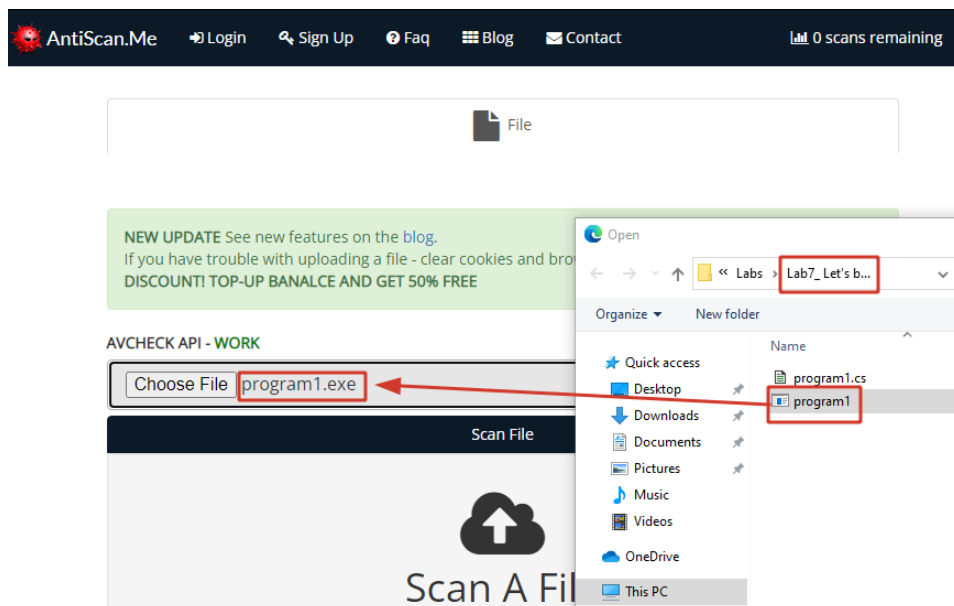 AntiScan.Me Login Sign Up Faq Blog Contact 0 scans remaining
File
NEW UPDATE See new features on the blog.
If you have trouble with uploading a file - clear cookies and bro
DISCOUNT! TOP-UP BANALCE AND GET 50% FREE
AVCHECK API - WORK
Choose File program1.exe
Scan File
Scan A Fil
Open
« Labs › Lab7_ Let's b...
Organize New folder
Name
Quick access
Desktop
Downloads
Documents
Pictures
Music
Videos
OneDrive
This PC
program1.cs
program1